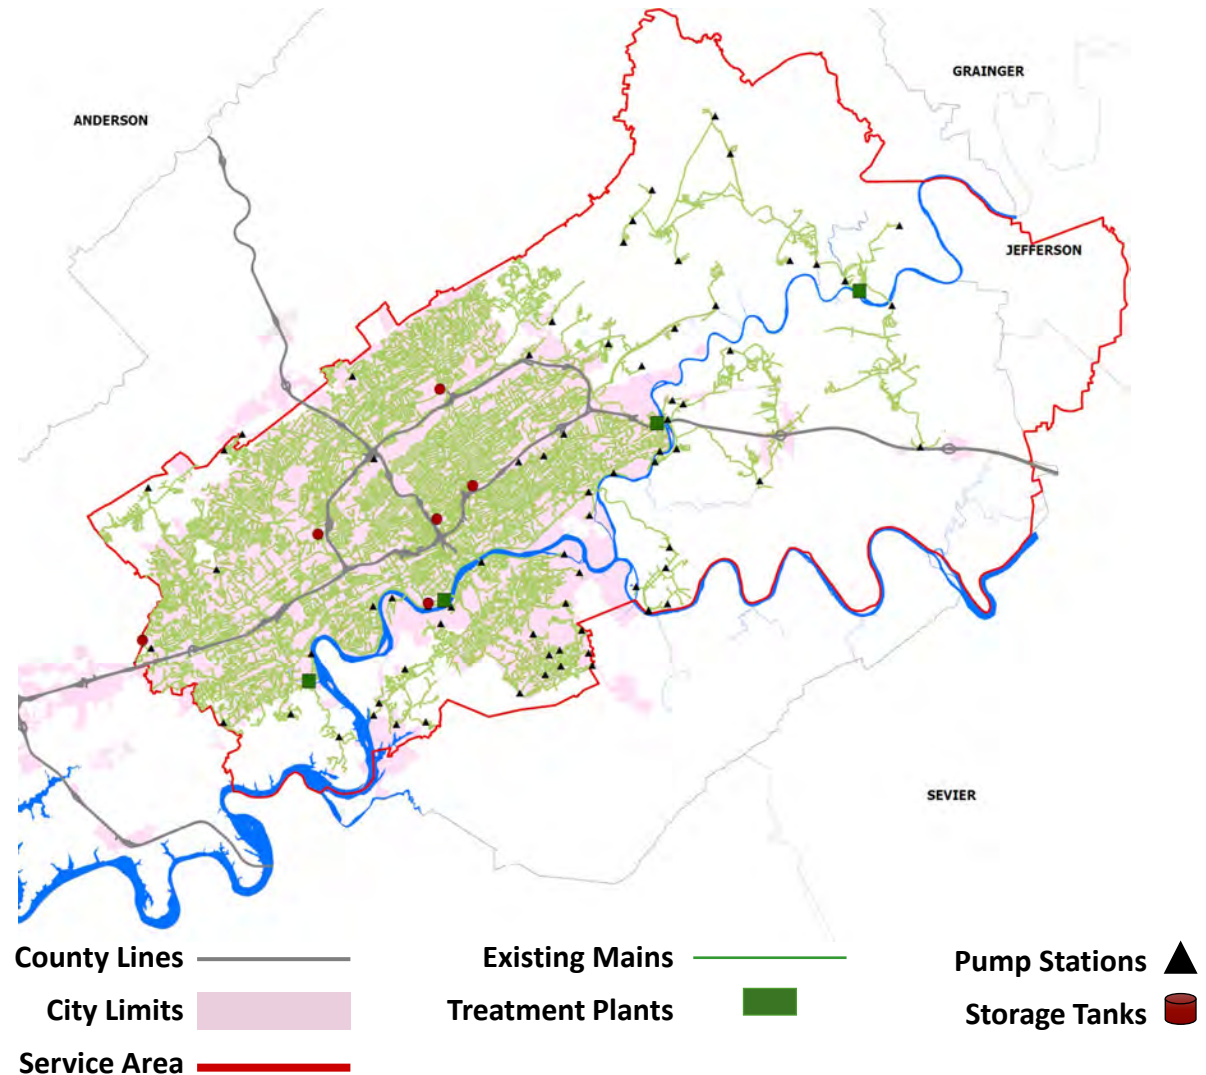 GRAINGER
ANDERSON
JEFFERSON
SEVIER
County Lines
Existing Mains
Pump Stations
City Limits
Treatment Plants
Storage Tanks
Service Area